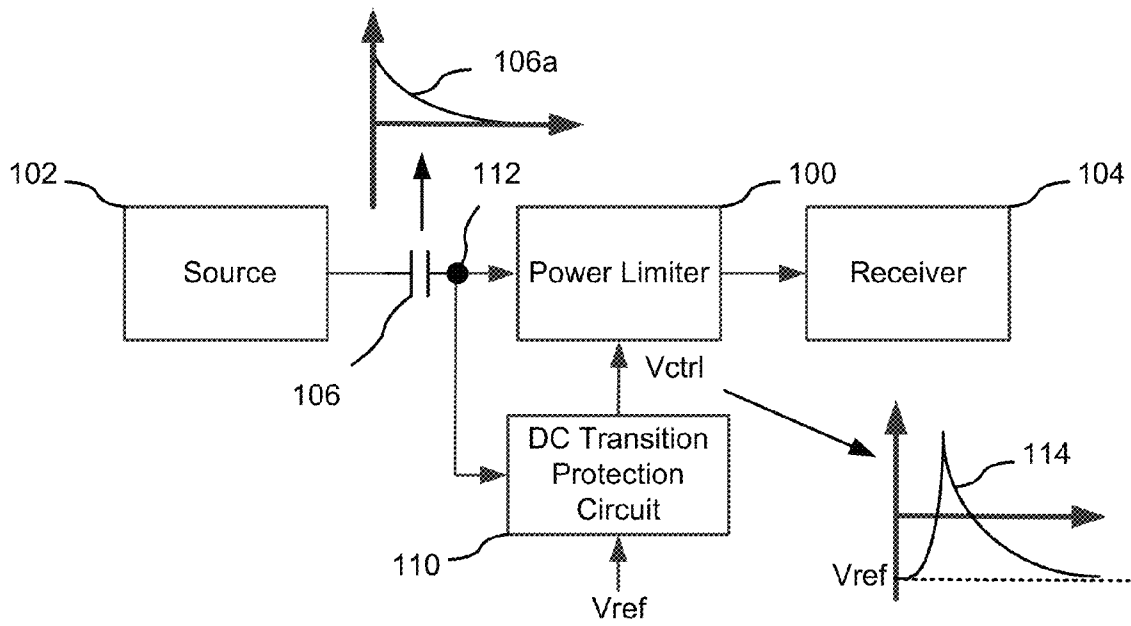 106a
102
112
100
104
Source
Power Limiter
Receiver
106
Vctrl
DC Transition
Protection
Circuit
114
110
Vref
Vref